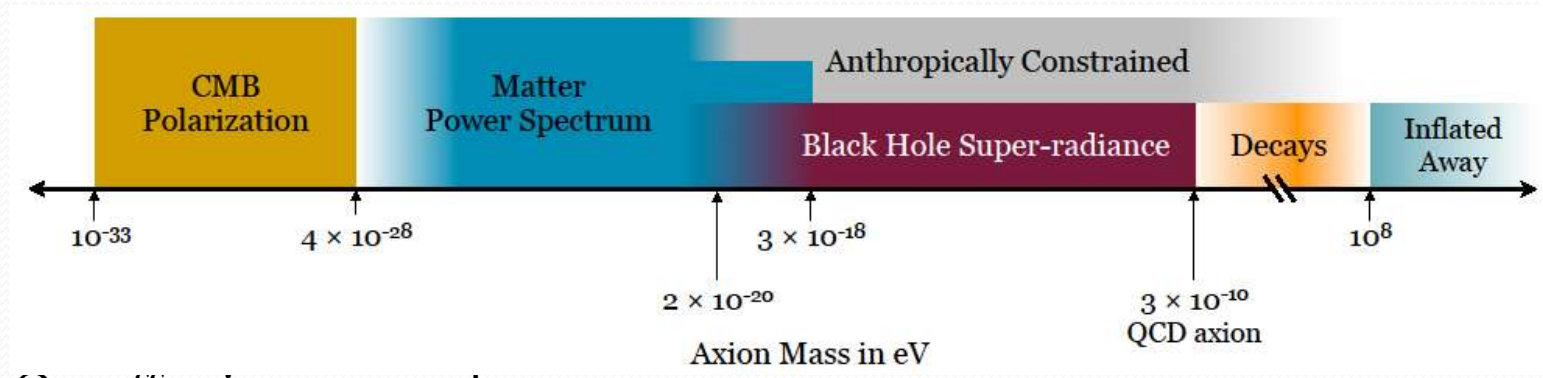 CMB
Polarization
Matter
Power Spectrum
Anthropically Constrained
Black Hole Super-radiance
Decays
Inflated
Away
10⁻³³
4 × 10⁻²⁸
3 × 10⁻¹⁸
10⁸
2 × 10⁻²⁰
3 × 10⁻¹⁰
QCD axion
Axion Mass in eV